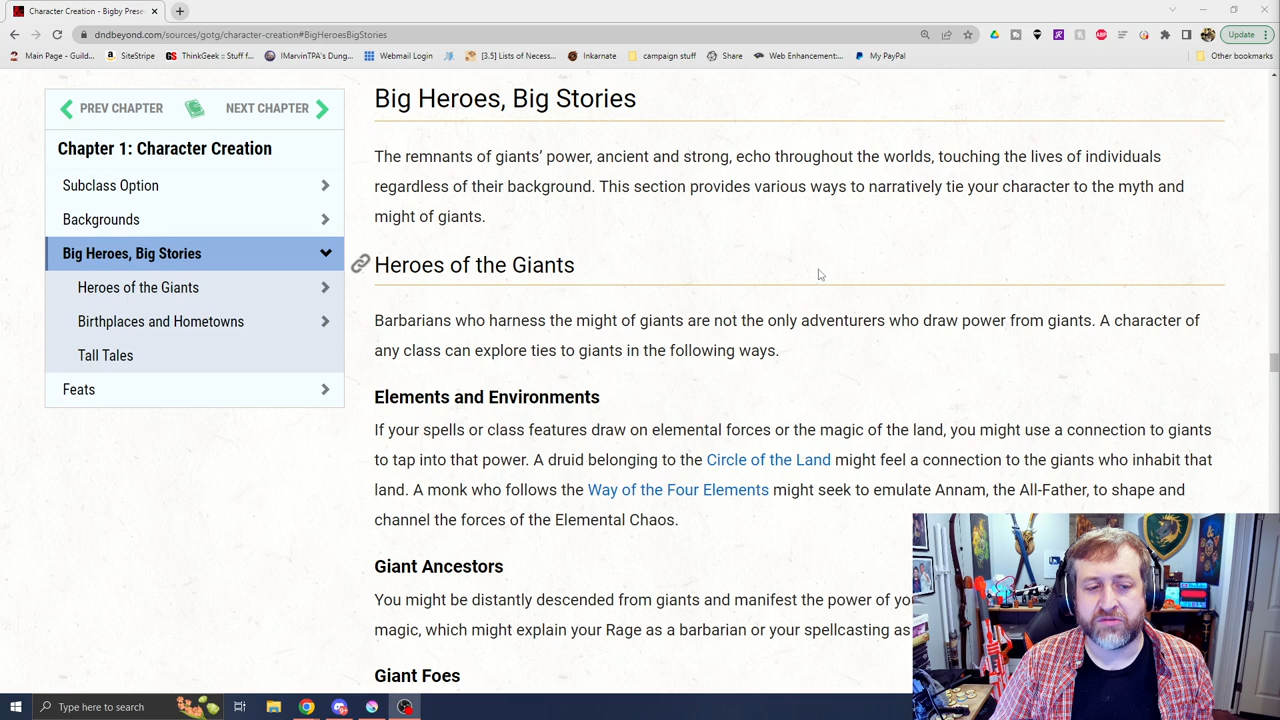 Character Creation - Bigby Prese
dndbeyond.com/sources/gotg/character-creation#BigHeroesBigStories
Update
Main Page - Guild...
SiteStripe
GS ThinkGeek :: Stuff f...
IMarvinTPA's Dung...
Webmail Login
[3.5] Lists of Necess...
Inkarnate
campaign stuff
Share
Web Enhancement:...
My PayPal
Other bookmarks
PREV CHAPTER
NEXT CHAPTER
Chapter 1: Character Creation
Subclass Option
Backgrounds
Big Heroes, Big Stories
Heroes of the Giants
Birthplaces and Hometowns
Tall Tales
Feats
Big Heroes, Big Stories
The remnants of giants’ power, ancient and strong, echo throughout the worlds, touching the lives of individuals
regardless of their background. This section provides various ways to narratively tie your character to the myth and
might of giants.
Heroes of the Giants
Barbarians who harness the might of giants are not the only adventurers who draw power from giants. A character of
any class can explore ties to giants in the following ways.
Elements and Environments
If your spells or class features draw on elemental forces or the magic of the land, you might use a connection to giants
to tap into that power. A druid belonging to the Circle of the Land might feel a connection to the giants who inhabit that
land. A monk who follows the Way of the Four Elements might seek to emulate Annam, the All-Father, to shape and
channel the forces of the Elemental Chaos.
Giant Ancestors
You might be distantly descended from giants and manifest the power of yo
magic, which might explain your Rage as a barbarian or your spellcasting as
Giant Foes
Type here to search